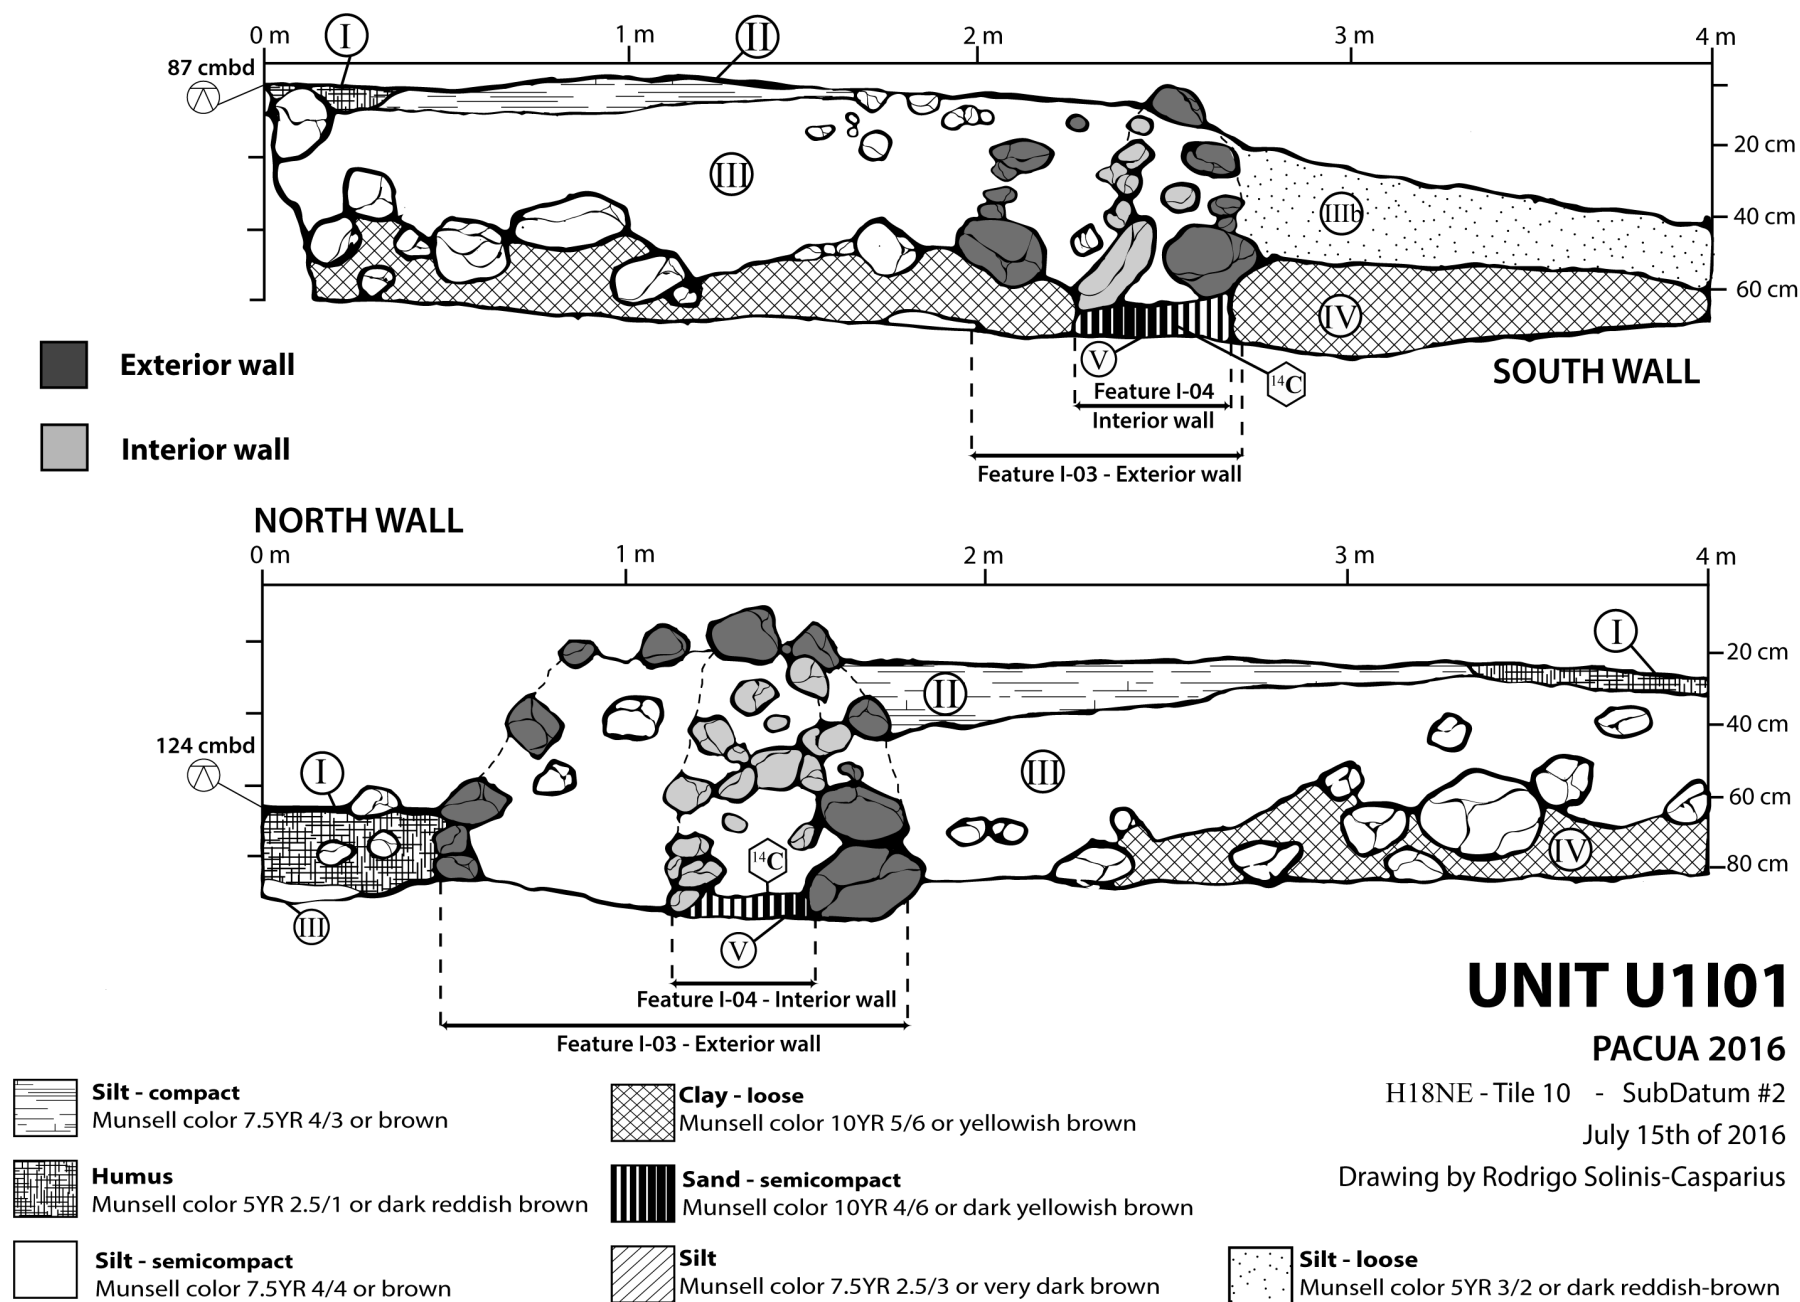 0 m 1 m 2 m 3 m 4 m
I II
87 cmbd
20 cm
III
IIIb
40 cm
60 cm
IV
V
14C
Exterior wall
Interior wall
Feature I-04
Interior wall
Feature I-03 - Exterior wall
SOUTH WALL
NORTH WALL
0 m 1 m 2 m 3 m 4 m
I
20 cm
II
40 cm
124 cmbd
I
III
60 cm
IV
14C
80 cm
III
V
Feature I-04 - Interior wall
Feature I-03 - Exterior wall
UNIT U1I01
PACUA 2016
H18NE - Tile 10 - SubDatum #2
July 15th of 2016
Drawing by Rodrigo Solinis-Casparius
Silt - compact
Munsell color 7.5YR 4/3 or brown
Humus
Munsell color 5YR 2.5/1 or dark reddish brown
Silt - semicompact
Munsell color 7.5YR 4/4 or brown
Clay - loose
Munsell color 10YR 5/6 or yellowish brown
Sand - semicompact
Munsell color 10YR 4/6 or dark yellowish brown
Silt
Munsell color 7.5YR 2.5/3 or very dark brown
Silt - loose
Munsell color 5YR 3/2 or dark reddish-brown